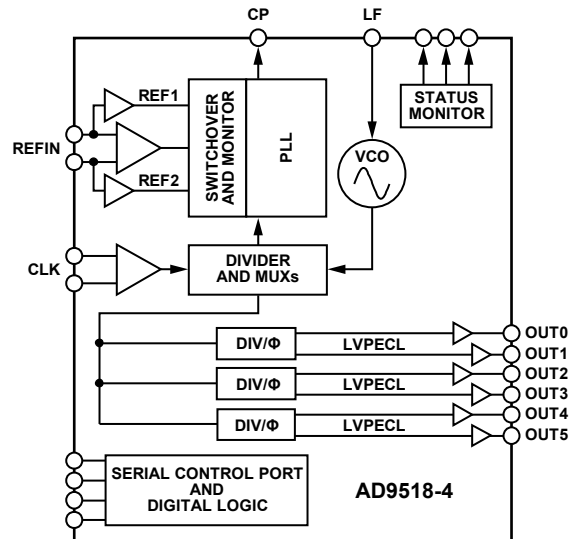 CP
LF
REF1
REFIN
REF2
SWITCHOVER
AND MONITOR
PLL
STATUS
MONITOR
VCO
CLK
DIVIDER
AND MUXs
DIV/Φ
LVPECL
OUT0
OUT1
DIV/Φ
LVPECL
OUT2
OUT3
DIV/Φ
LVPECL
OUT4
OUT5
SERIAL CONTROL PORT
AND
DIGITAL LOGIC
AD9518-4